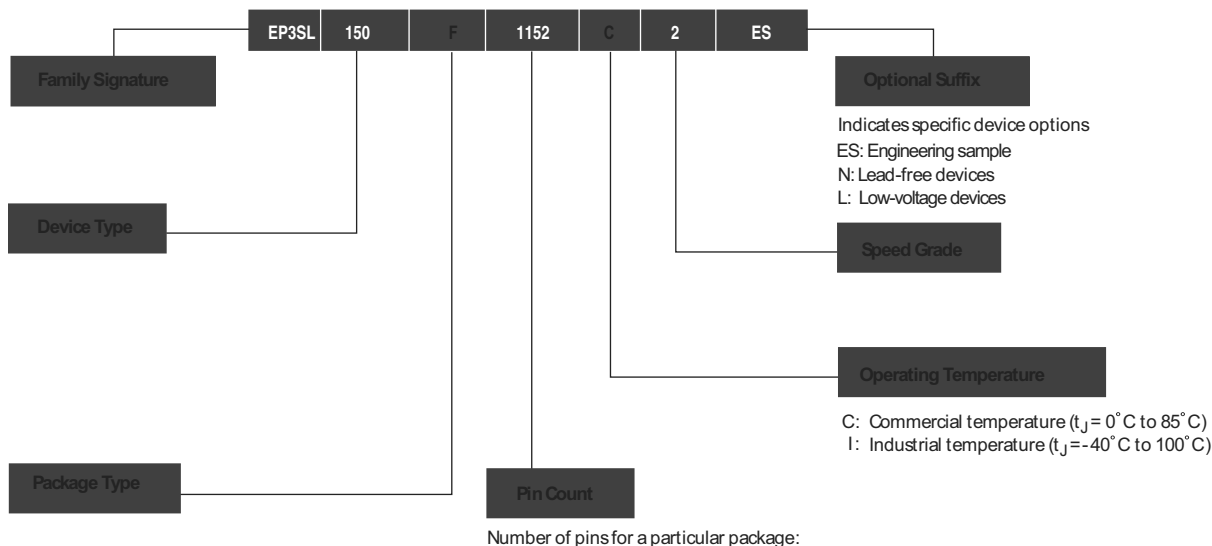 EP3SL 150 F 1152 C 2 ES
Family Signature
Optional Suffix
Indicates specific device options
ES: Engineering sample
N: Lead-free devices
L: Low-voltage devices
Device Type
Speed Grade
Operating Temperature
C: Commercial temperature (tJ = 0˚C to 85˚C)
I: Industrial temperature (tJ = -40˚C to 100˚C)
Package Type
Pin Count
Number of pins for a particular package: